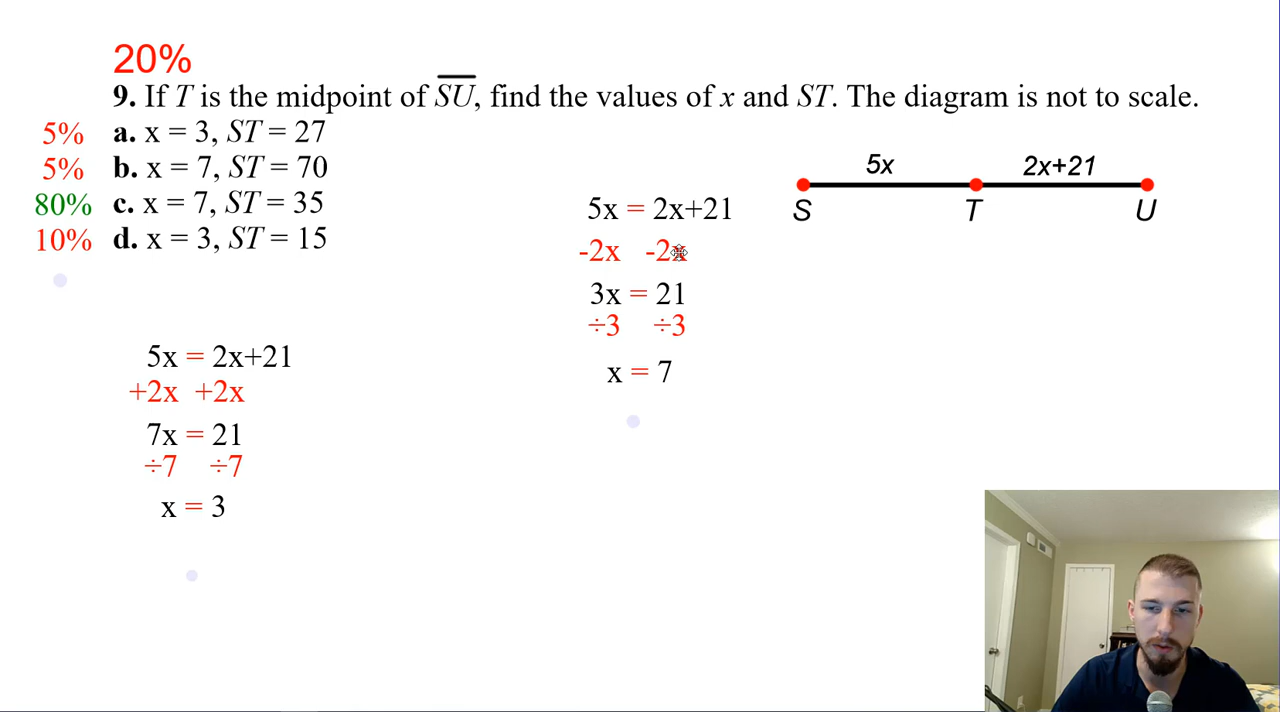 20%
9. If T is the midpoint of SU, find the values of x and ST. The diagram is not to scale.
5% a. x = 3, ST = 27
5% b. x = 7, ST = 70
80% c. x = 7, ST = 35
10% d. x = 3, ST = 15
5x 2x+21
S T U
5x = 2x+21
-2x -2x
3x = 21
÷3 ÷3
x = 7
5x = 2x+21
+2x +2x
7x = 21
÷7 ÷7
x = 3